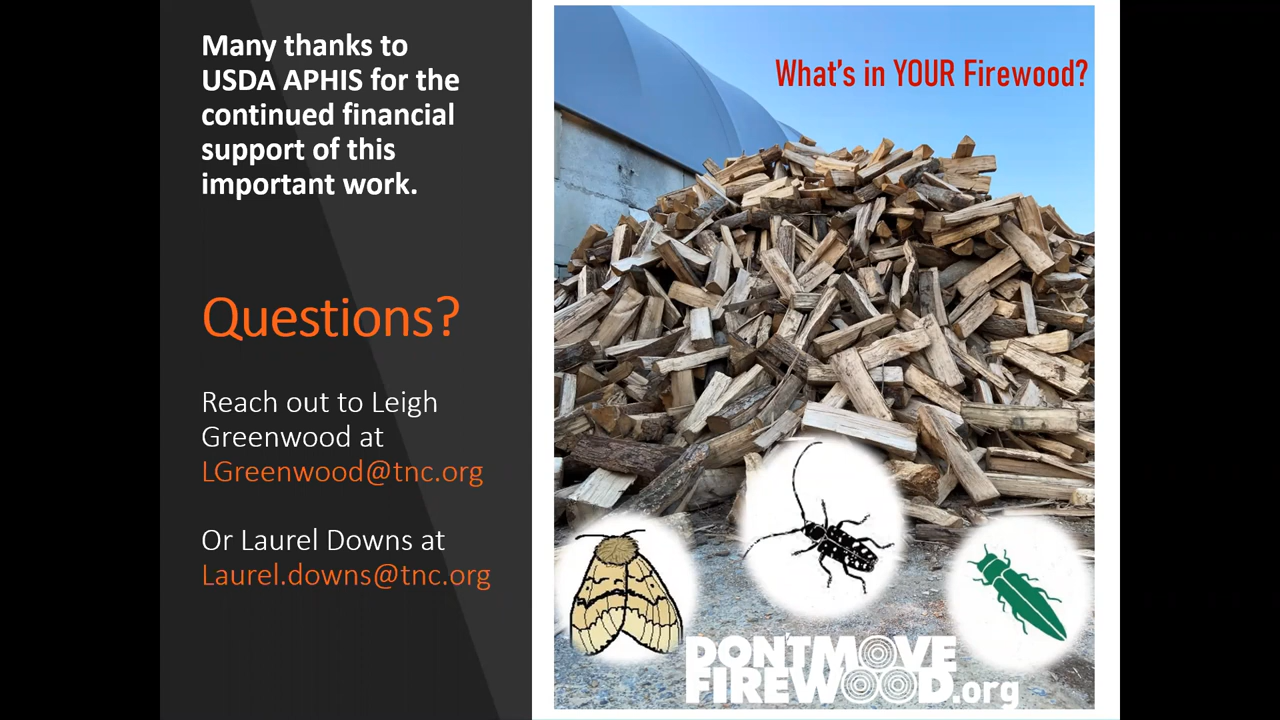 Many thanks to
USDA APHIS for the
continued financial
support of this
important work.
Questions?
Reach out to Leigh
Greenwood at
LGreenwood@tnc.org
Or Laurel Downs at
Laurel.downs@tnc.org
What's in YOUR Firewood?
DON'T MOVE
FIREWOOD.org